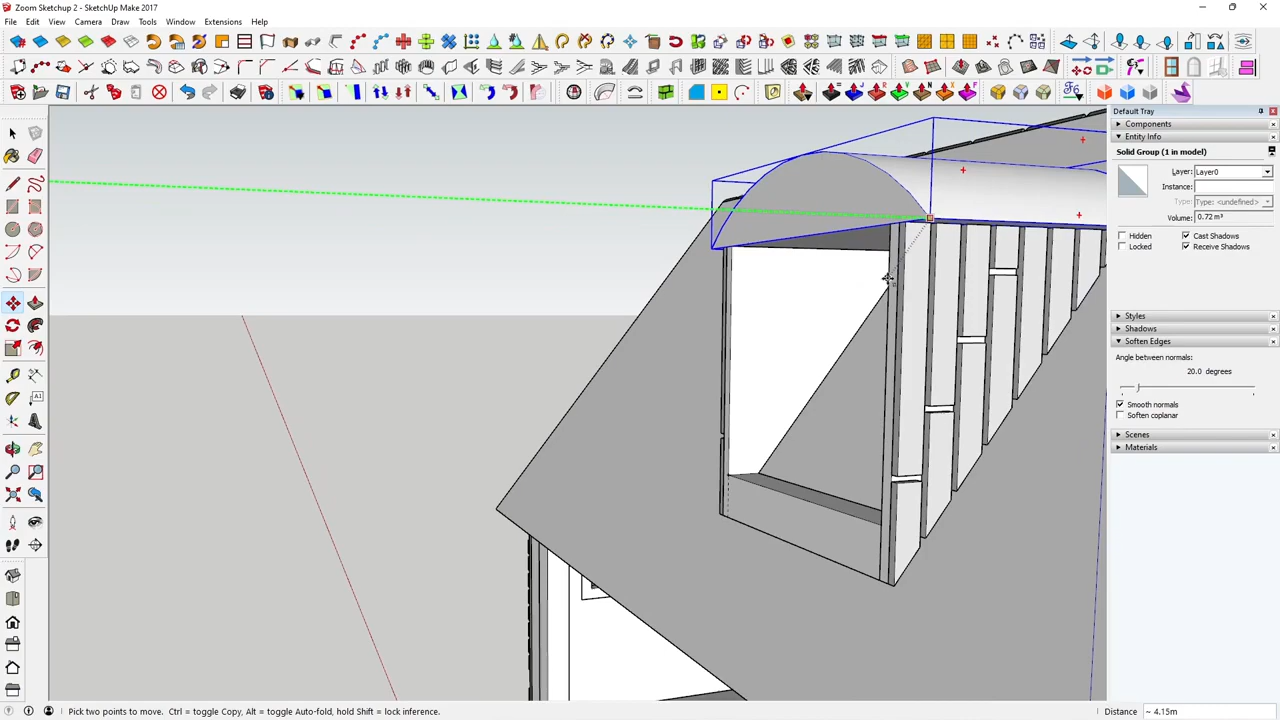 Zoom Sketchup 2 - SketchUp Make 2017
File Edit View Camera Draw Tools Window Extensions Help
Default Tray
Components
Entity Info
Solid Group (1 in model)
Layer: Layer0
Instance:
Type: Type: <undefined>
Volume: 0.72 m³
Hidden Cast Shadows
Locked Receive Shadows
Styles
Shadows
Soften Edges
Angle between normals:
20.0 degrees
Smooth normals
Soften coplanar
Scenes
Materials
Pick two points to move. Ctrl = toggle Copy, Alt = toggle Auto-fold, hold Shift = lock inference. Distance ~ 4.15m